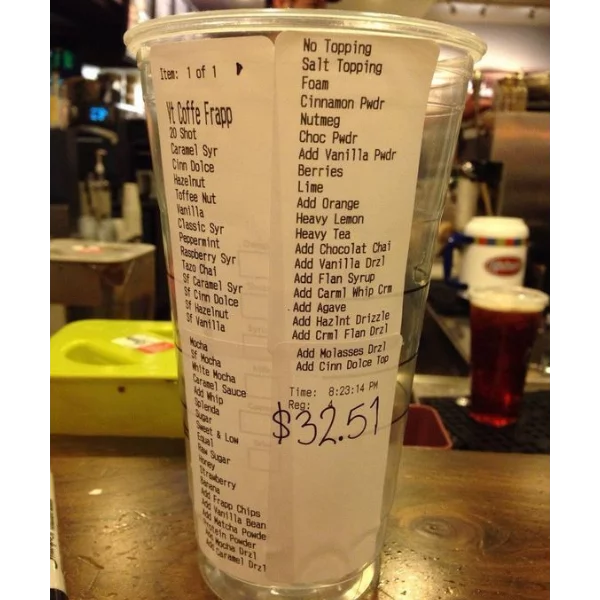 Item: 1 of 1
Vt Coffe Frapp
20 Shot
Caramel Syr
Cinn Dolce
Hazelnut
Toffee Nut
Vanilla
Classic Syr
Peppermint
Raspberry Syr
Tazo Chai
Sf Caramel Syr
Sf Cinn Dolce
Sf Hazelnut
Sf Vanilla
Mocha
Sf Mocha
White Mocha
Caramel Sauce
Add Whip
Splenda
Sugar
Sweet & Low
Equal
Raw Sugar
Honey
Strawberry
Banana
Add Frapp Chips
Add Vanilla Bean
Add Matcha Powde
Protein Powder
Add Mocha Drzl
Add Caramel Drzl
No Topping
Salt Topping
Foam
Cinnamon Pwdr
Nutmeg
Choc Pwdr
Add Vanilla Pwdr
Berries
Lime
Add Orange
Heavy Lemon
Heavy Tea
Add Chocolat Chai
Add Vanilla Drzl
Add Flan Syrup
Add Carml Whip Crm
Add Agave
Add Hazlnt Drizzle
Add Crml Flan Drzl
Add Molasses Drzl
Add Cinn Dolce Top
Time: 8:23:14 PM
Reg: 4
$32.51